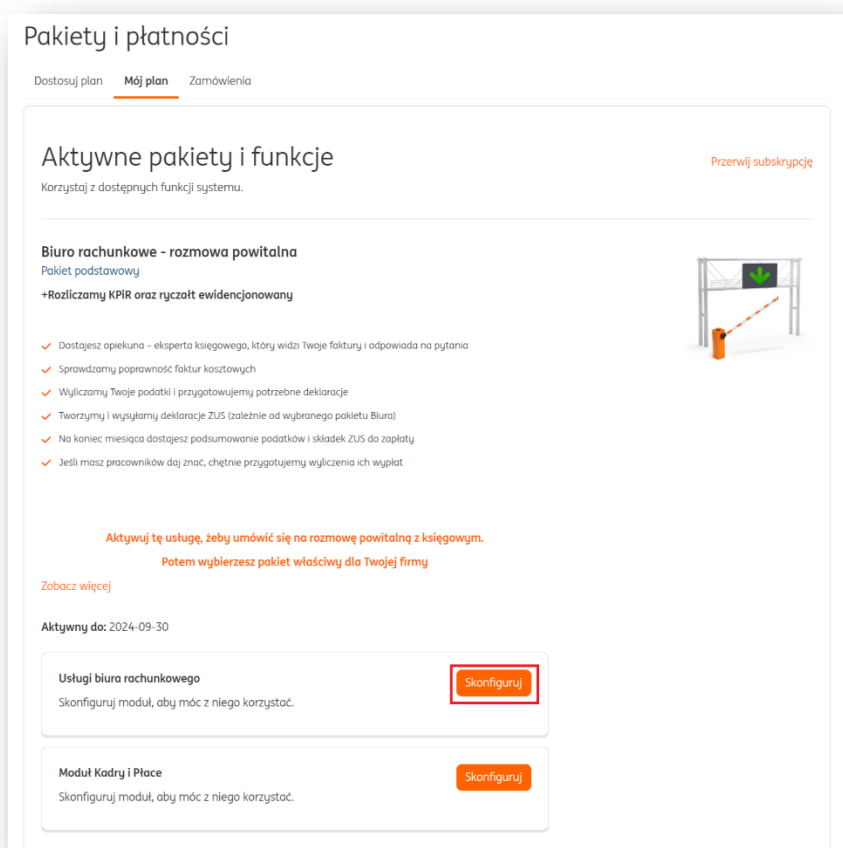 Pakiety i płatności
Dostosuj plan Mój plan Zamówienia
Aktywne pakiety i funkcje
Przerwij subskrypcję
Korzystaj z dostępnych funkcji systemu.
Biuro rachunkowe - rozmowa powitalna
Pakiet podstawowy
+Rozliczamy KPiR oraz ryczałt ewidencjonowany
Dostajesz opiekuna – eksperta księgowego, który widzi Twoje faktury i odpowiada na pytania
Sprawdzamy poprawność faktur kosztowych
Wyliczamy Twoje podatki i przygotowujemy potrzebne deklaracje
Tworzymy i wysyłamy deklaracje ZUS (zależnie od wybranego pakietu Biura)
Na koniec miesiąca dostajesz podsumowanie podatków i składek ZUS do zapłaty
Jeśli masz pracowników daj znać, chętnie przygotujemy wyliczenia ich wypłat
Aktywuj tę usługę, żeby umówić się na rozmowę powitalną z księgowym.
Potem wybierzesz pakiet właściwy dla Twojej firmy
Zobacz więcej
Aktywny do: 2024-09-30
Usługi biura rachunkowego
Skonfiguruj
Skonfiguruj moduł, aby móc z niego korzystać.
Moduł Kadry i Płace
Skonfiguruj
Skonfiguruj moduł, aby móc z niego korzystać.